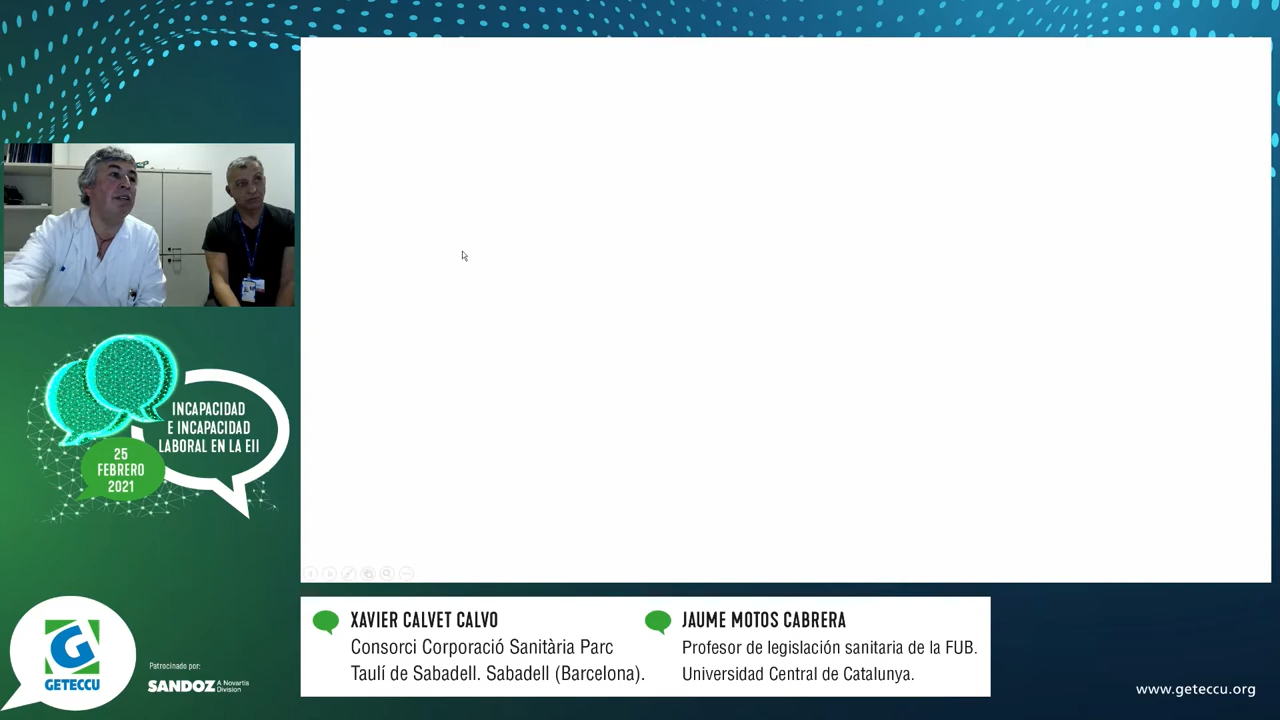 INCAPACIDAD
E INCAPACIDAD
LABORAL EN LA EII
25
FEBRERO
2021
G
GETECCU
Patrocinado por:
SANDOZ A Novartis
Division
XAVIER CALVET CALVO
Consorci Corporació Sanitària Parc
Taulí de Sabadell. Sabadell (Barcelona).
JAUME MOTOS CABRERA
Profesor de legislación sanitaria de la FUB.
Universidad Central de Catalunya.
www.geteccu.org